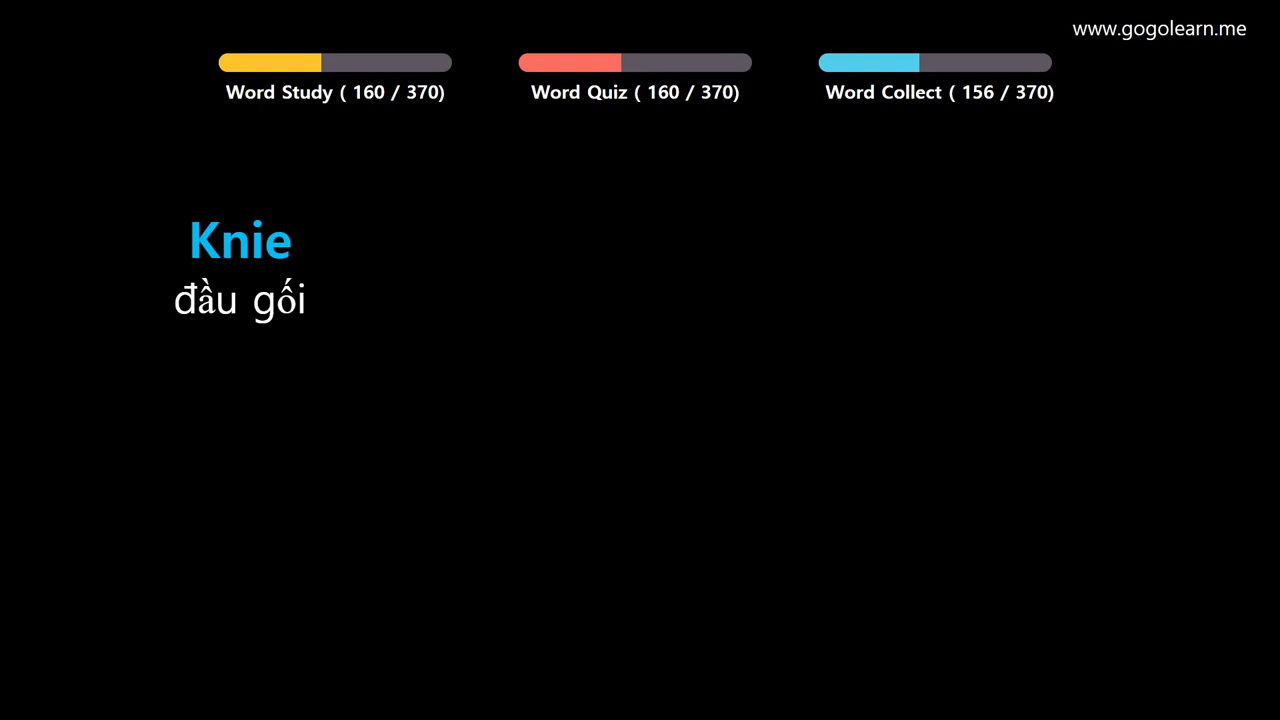 www.gogolearn.me
Word Study ( 160 / 370)
Word Quiz ( 160 / 370)
Word Collect ( 156 / 370)
Knie
đầu gối